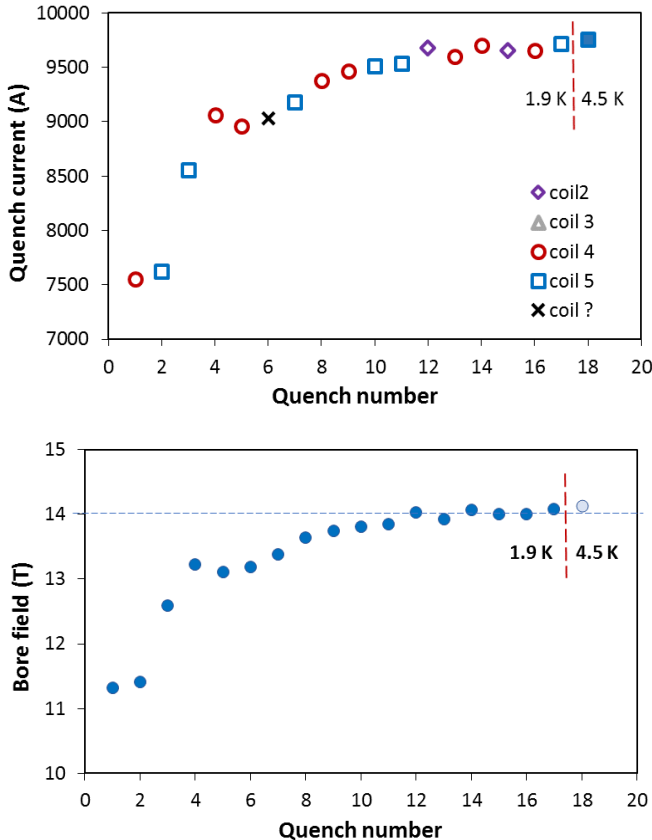 10000
9500
9000
8500
8000
7500
7000
Quench current (A)
1.9 K
4.5 K
coil2
coil 3
coil 4
coil 5
coil ?
0 2 4 6 8 10 12 14 16 18 20
Quench number
15
14
13
12
11
10
Bore field (T)
1.9 K
4.5 K
0 2 4 6 8 10 12 14 16 18 20
Quench number